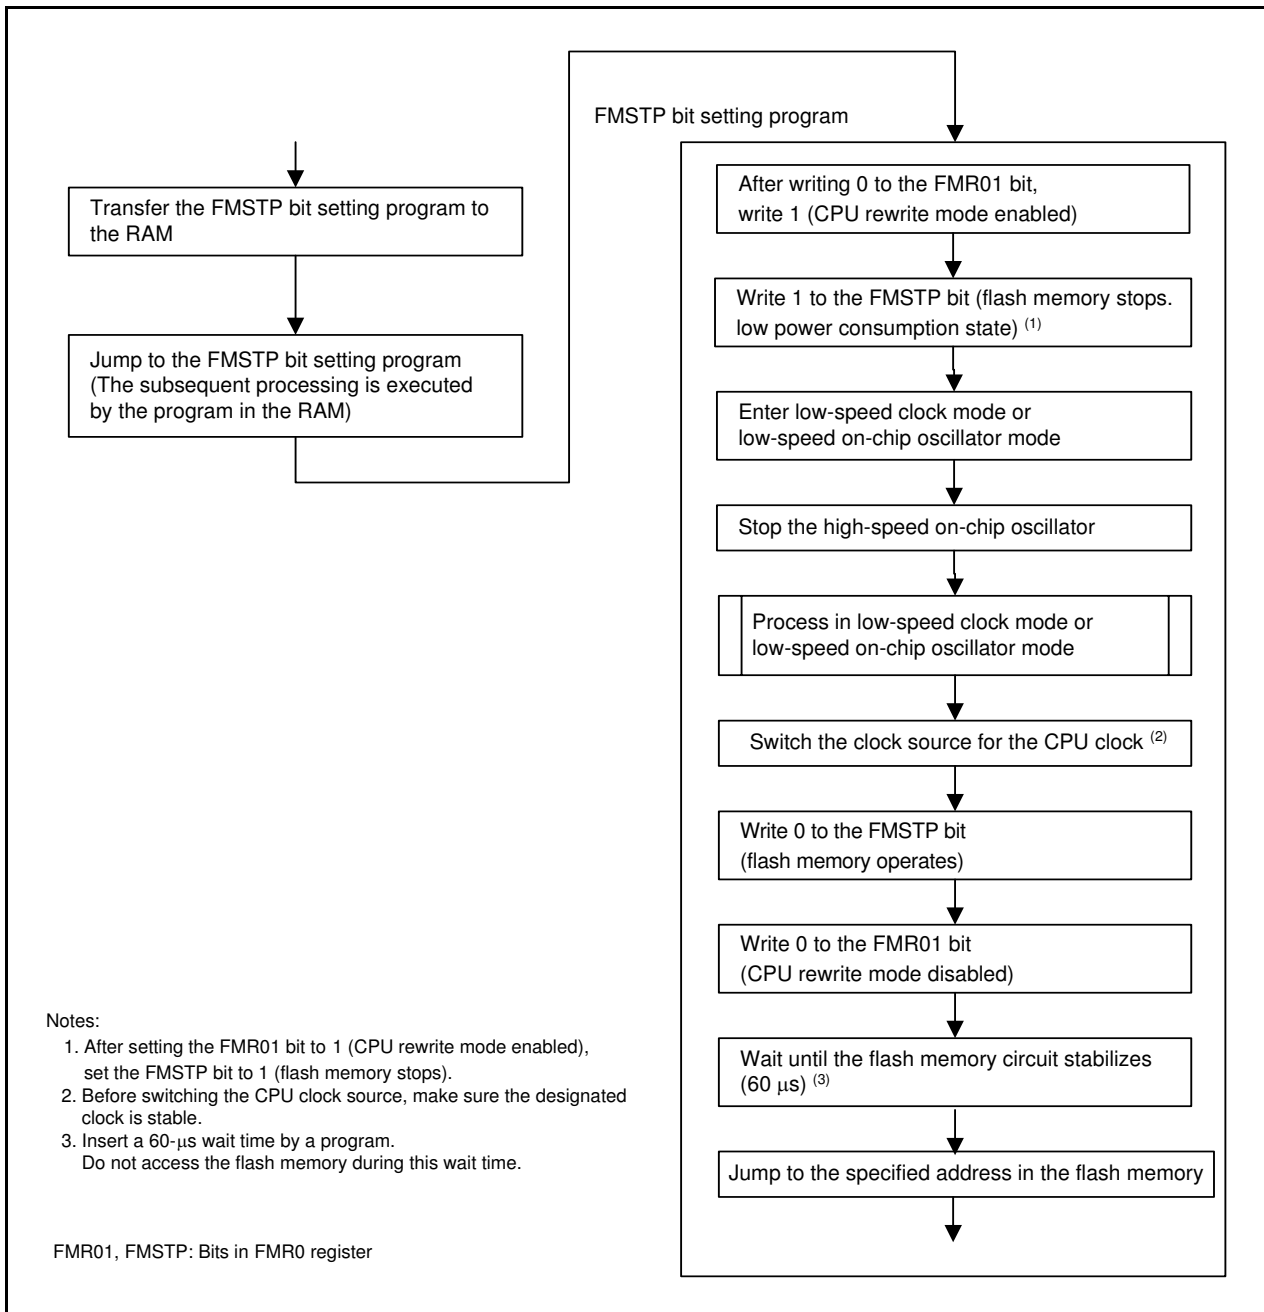 Transfer the FMSTP bit setting program to
the RAM
Jump to the FMSTP bit setting program
(The subsequent processing is executed
by the program in the RAM)
FMSTP bit setting program
After writing 0 to the FMR01 bit,
write 1 (CPU rewrite mode enabled)
Write 1 to the FMSTP bit (flash memory stops.
low power consumption state) (1)
Enter low-speed clock mode or
low-speed on-chip oscillator mode
Stop the high-speed on-chip oscillator
Process in low-speed clock mode or
low-speed on-chip oscillator mode
Switch the clock source for the CPU clock (2)
Write 0 to the FMSTP bit
(flash memory operates)
Write 0 to the FMR01 bit
(CPU rewrite mode disabled)
Wait until the flash memory circuit stabilizes
(60 μs) (3)
Jump to the specified address in the flash memory
Notes:
1. After setting the FMR01 bit to 1 (CPU rewrite mode enabled),
set the FMSTP bit to 1 (flash memory stops).
2. Before switching the CPU clock source, make sure the designated
clock is stable.
3. Insert a 60-μs wait time by a program.
Do not access the flash memory during this wait time.
FMR01, FMSTP: Bits in FMR0 register